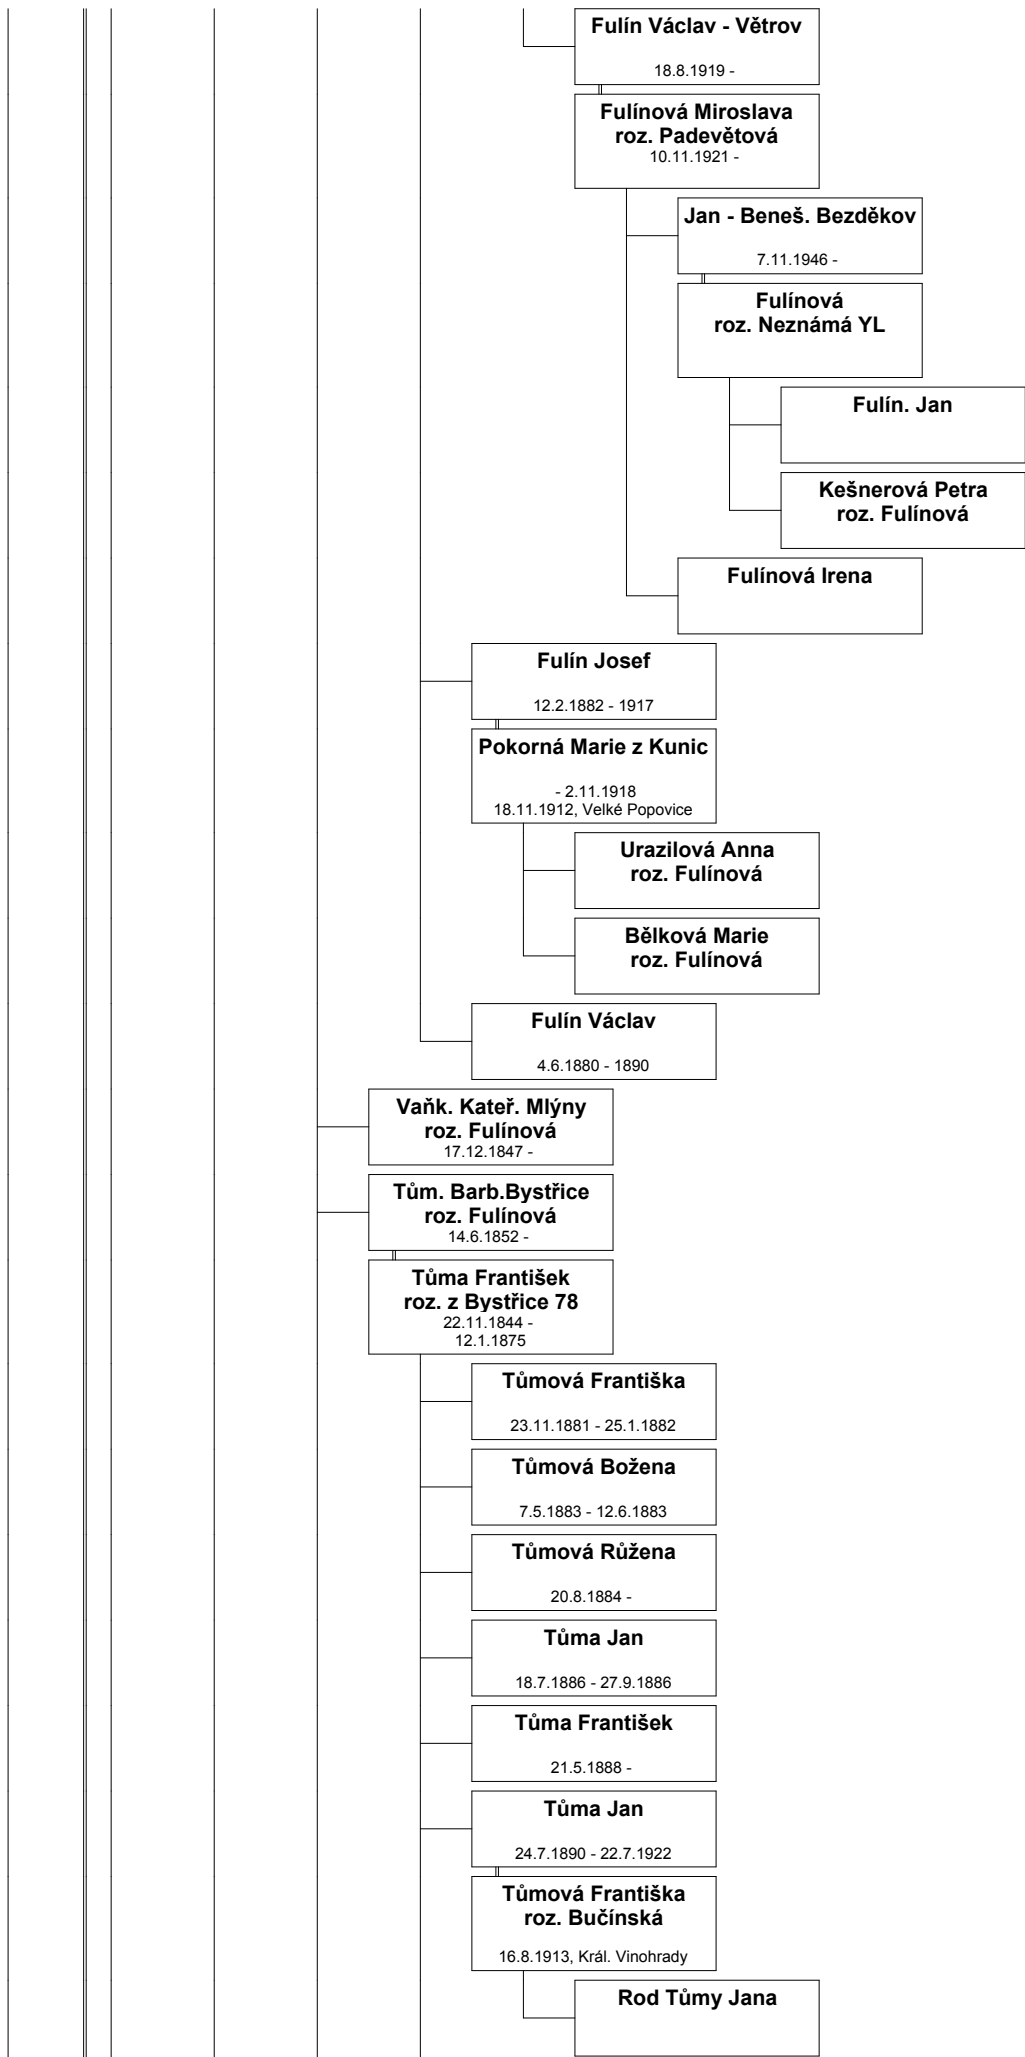 Fulín Václav - Větrov
18.8.1919 -
Fulínová Miroslava
roz. Padevětová
10.11.1921 -
Jan - Beneš. Bezděkov
7.11.1946 -
Fulínová
roz. Neznámá YL
Fulín. Jan
Kešnerová Petra
roz. Fulínová
Fulínová Irena
Fulín Josef
12.2.1882 - 1917
Pokorná Marie z Kunic
- 2.11.1918
18.11.1912, Velké Popovice
Urazilová Anna
roz. Fulínová
Bělková Marie
roz. Fulínová
Fulín Václav
4.6.1880 - 1890
Vaňk. Kateř. Mlýny
roz. Fulínová
17.12.1847 -
Tům. Barb.Bystřice
roz. Fulínová
14.6.1852 -
Tůma František
roz. z Bystřice 78
22.11.1844 -
12.1.1875
Tůmová Františka
23.11.1881 - 25.1.1882
Tůmová Božena
7.5.1883 - 12.6.1883
Tůmová Růžena
20.8.1884 -
Tůma Jan
18.7.1886 - 27.9.1886
Tůma František
21.5.1888 -
Tůma Jan
24.7.1890 - 22.7.1922
Tůmová Františka
roz. Bučínská
16.8.1913, Král. Vinohrady
Rod Tůmy Jana